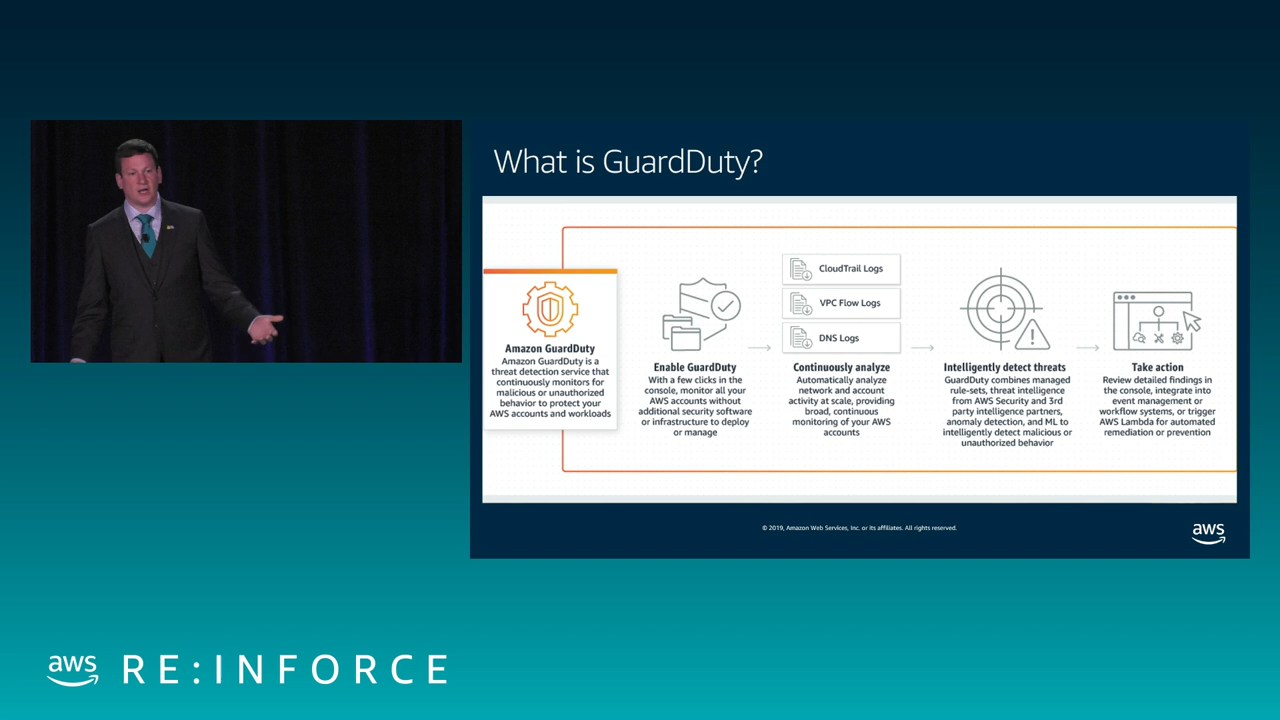 What is GuardDuty?
Amazon GuardDuty
Amazon GuardDuty is a
threat detection service that
continuously monitors for
malicious or unauthorized
behavior to protect your
AWS accounts and workloads
Enable GuardDuty
With a few clicks in the
console, monitor all your
AWS accounts without
additional security software
or infrastructure to deploy
or manage
CloudTrail Logs
VPC Flow Logs
DNS Logs
Continuously analyze
Automatically analyze
network and account
activity at scale, providing
broad, continuous
monitoring of your AWS
accounts
Intelligently detect threats
GuardDuty combines managed
rule-sets, threat intelligence
from AWS Security and 3rd
party intelligence partners,
anomaly detection, and ML to
intelligently detect malicious or
unauthorized behavior
Take action
Review detailed findings in
the console, integrate into
event management or
workflow systems, or trigger
AWS Lambda for automated
remediation or prevention
© 2019, Amazon Web Services, Inc. or its affiliates. All rights reserved.
aws
aws RE:INFORCE